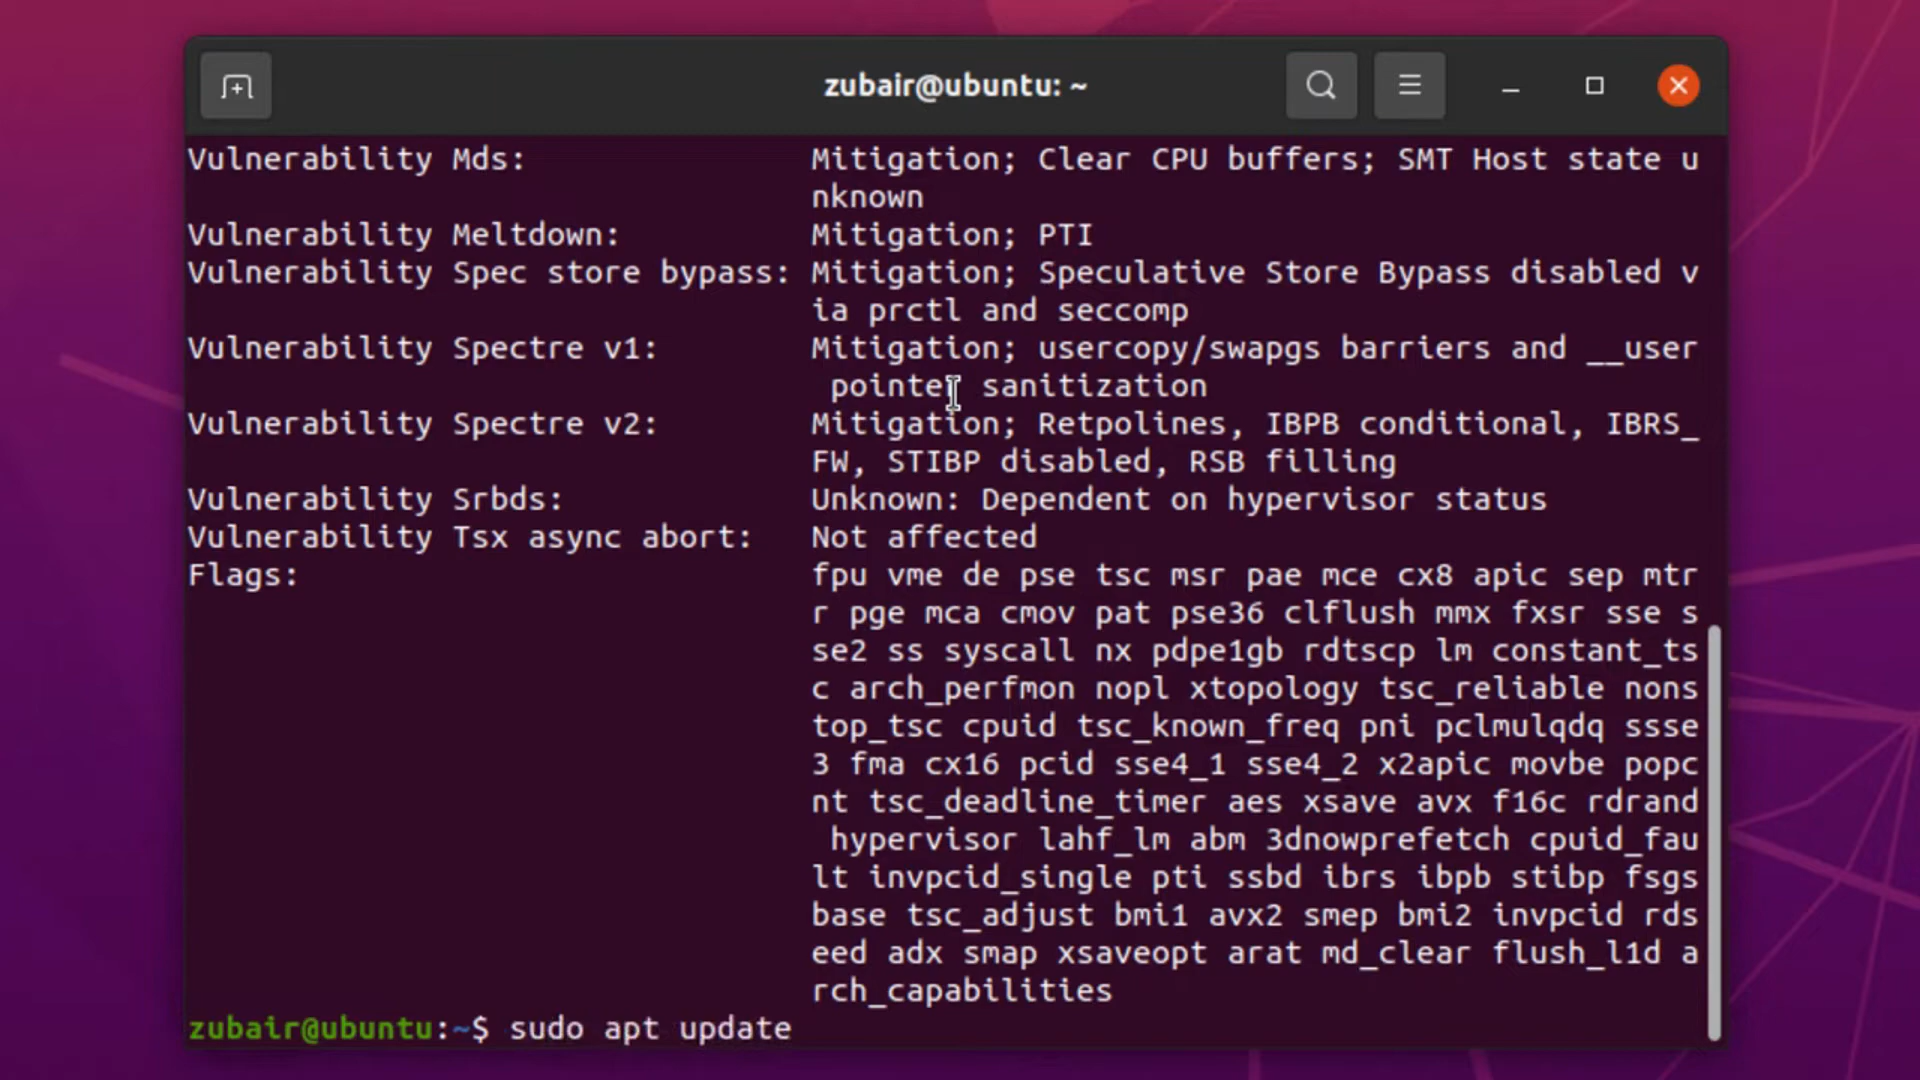 zubair@ubuntu: ~
Vulnerability Mds: Mitigation; Clear CPU buffers; SMT Host state u
nknown
Vulnerability Meltdown: Mitigation; PTI
Vulnerability Spec store bypass: Mitigation; Speculative Store Bypass disabled v
ia prctl and seccomp
Vulnerability Spectre v1: Mitigation; usercopy/swapgs barriers and __user
pointer sanitization
Vulnerability Spectre v2: Mitigation; Retpolines, IBPB conditional, IBRS_
FW, STIBP disabled, RSB filling
Vulnerability Srbds: Unknown: Dependent on hypervisor status
Vulnerability Tsx async abort: Not affected
Flags: fpu vme de pse tsc msr pae mce cx8 apic sep mtr
r pge mca cmov pat pse36 clflush mmx fxsr sse s
se2 ss syscall nx pdpe1gb rdtscp lm constant_ts
c arch_perfmon nopl xtopology tsc_reliable nons
top_tsc cpuid tsc_known_freq pni pclmulqdq ssse
3 fma cx16 pcid sse4_1 sse4_2 x2apic movbe popc
nt tsc_deadline_timer aes xsave avx f16c rdrand
hypervisor lahf_lm abm 3dnowprefetch cpuid_fau
lt invpcid_single pti ssbd ibrs ibpb stibp fsgs
base tsc_adjust bmi1 avx2 smep bmi2 invpcid rds
eed adx smap xsaveopt arat md_clear flush_l1d a
rch_capabilities
zubair@ubuntu:~$ sudo apt update